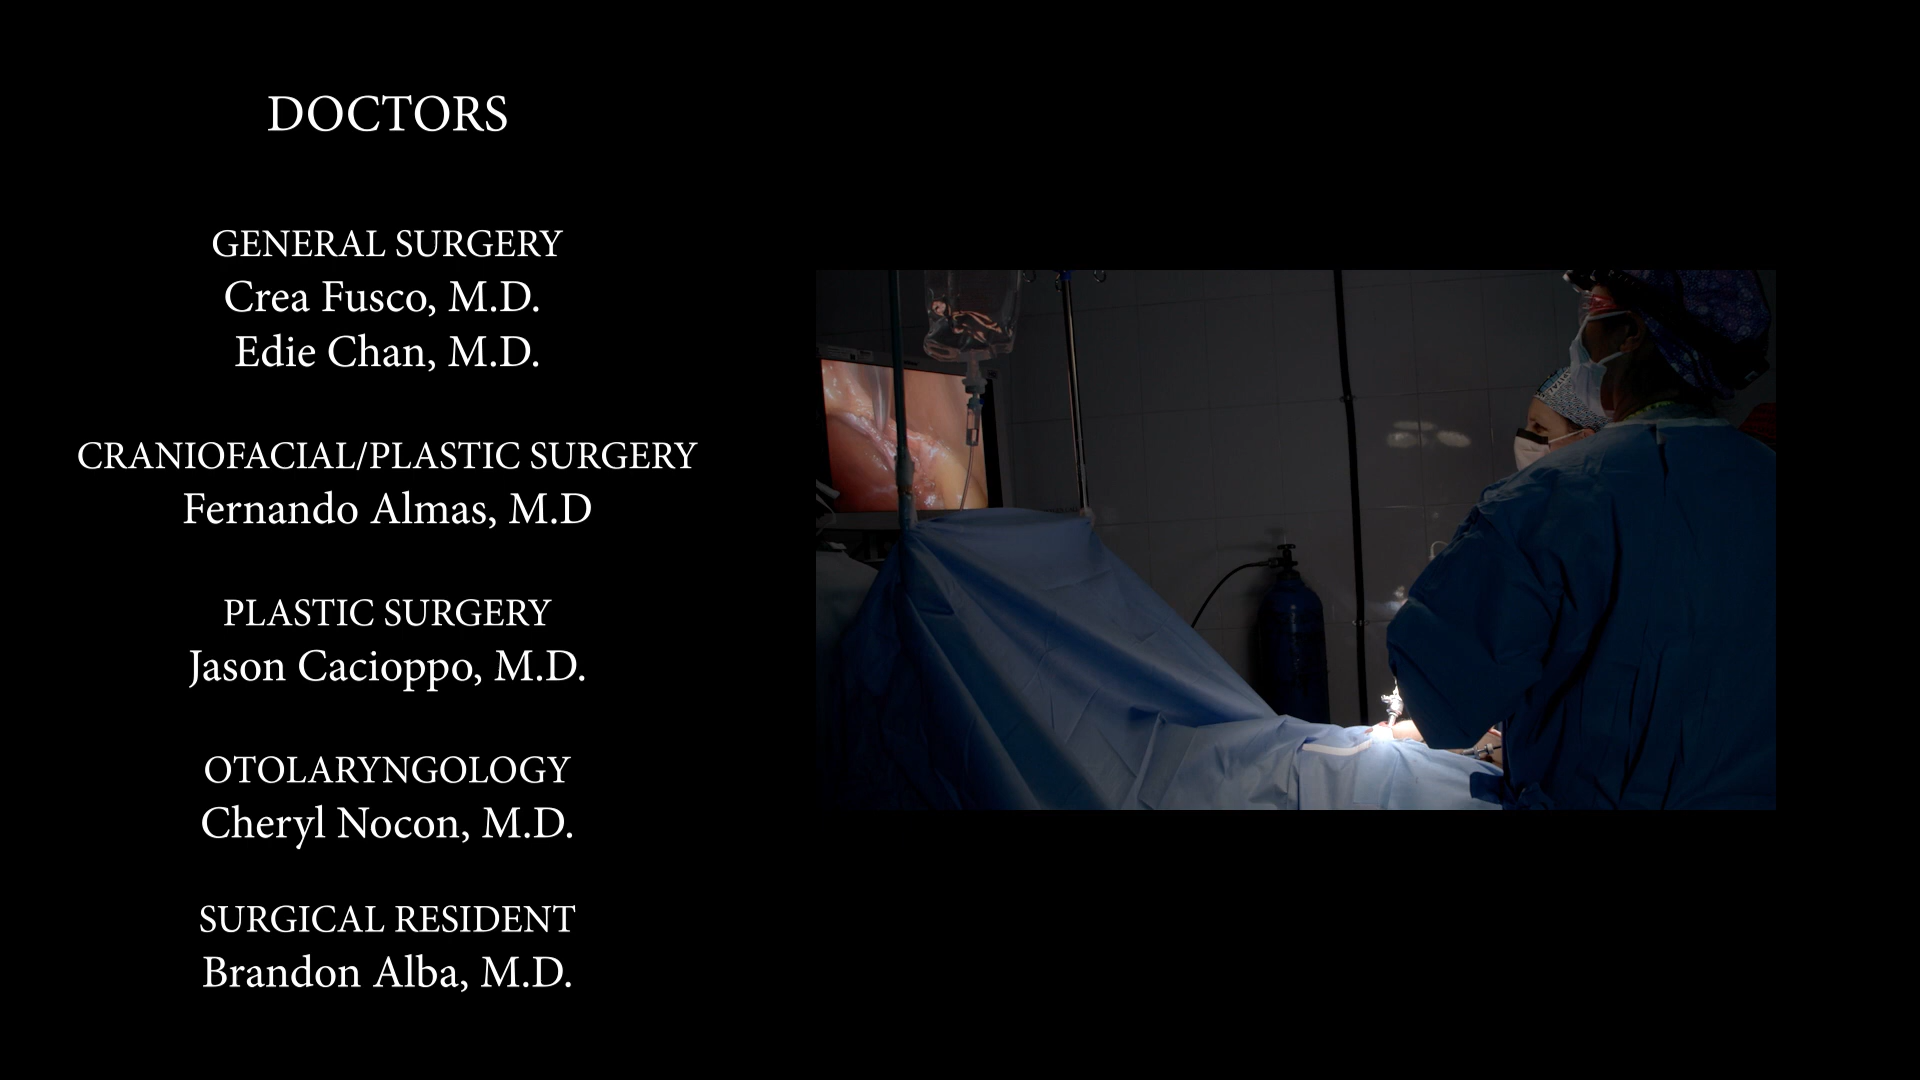 DOCTORS
GENERAL SURGERY
Crea Fusco, M.D.
Edie Chan, M.D.
CRANIOFACIAL/PLASTIC SURGERY
Fernando Almas, M.D
PLASTIC SURGERY
Jason Cacioppo, M.D.
OTOLARYNGOLOGY
Cheryl Nocon, M.D.
SURGICAL RESIDENT
Brandon Alba, M.D.